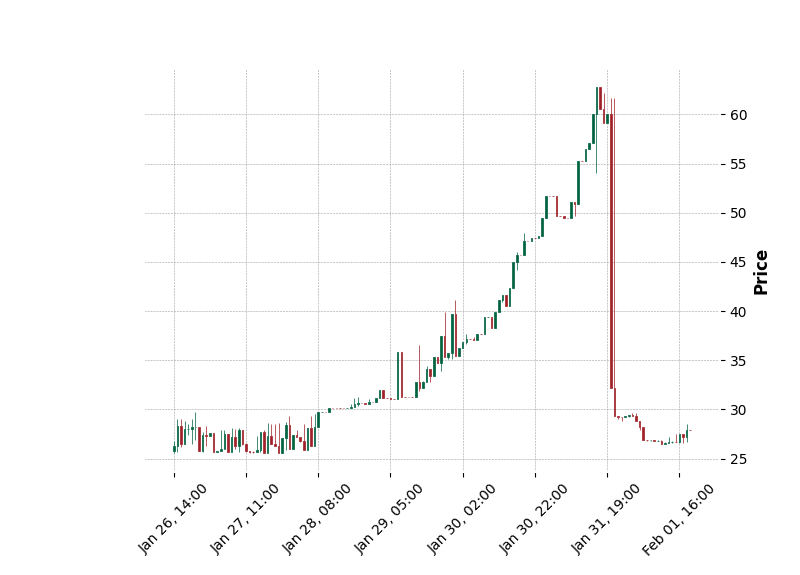 60
55
50
45
40
35
30
25
Price
Jan 26, 14:00
Jan 27, 11:00
Jan 28, 08:00
Jan 29, 05:00
Jan 30, 02:00
Jan 30, 22:00
Jan 31, 19:00
Feb 01, 16:00